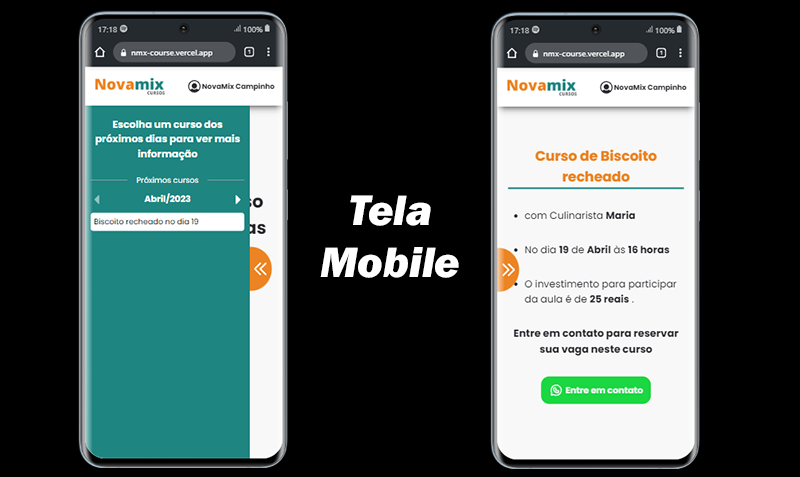 17:18
100%
nmx-course.vercel.app
1
Novamix
CURSOS
NovaMix Campinho
Escolha um curso dos
próximos dias para ver mais
informação
Próximos cursos
Abril/2023
Biscoito recheado no dia 19
so
as
Tela
Mobile
17:18
100%
nmx-course.vercel.app
1
Novamix
CURSOS
NovaMix Campinho
Curso de Biscoito
recheado
com Culinarista Maria
No dia 19 de Abril às 16 horas
O investimento para participar
da aula é de 25 reais .
Entre em contato para reservar
sua vaga neste curso
Entre em contato